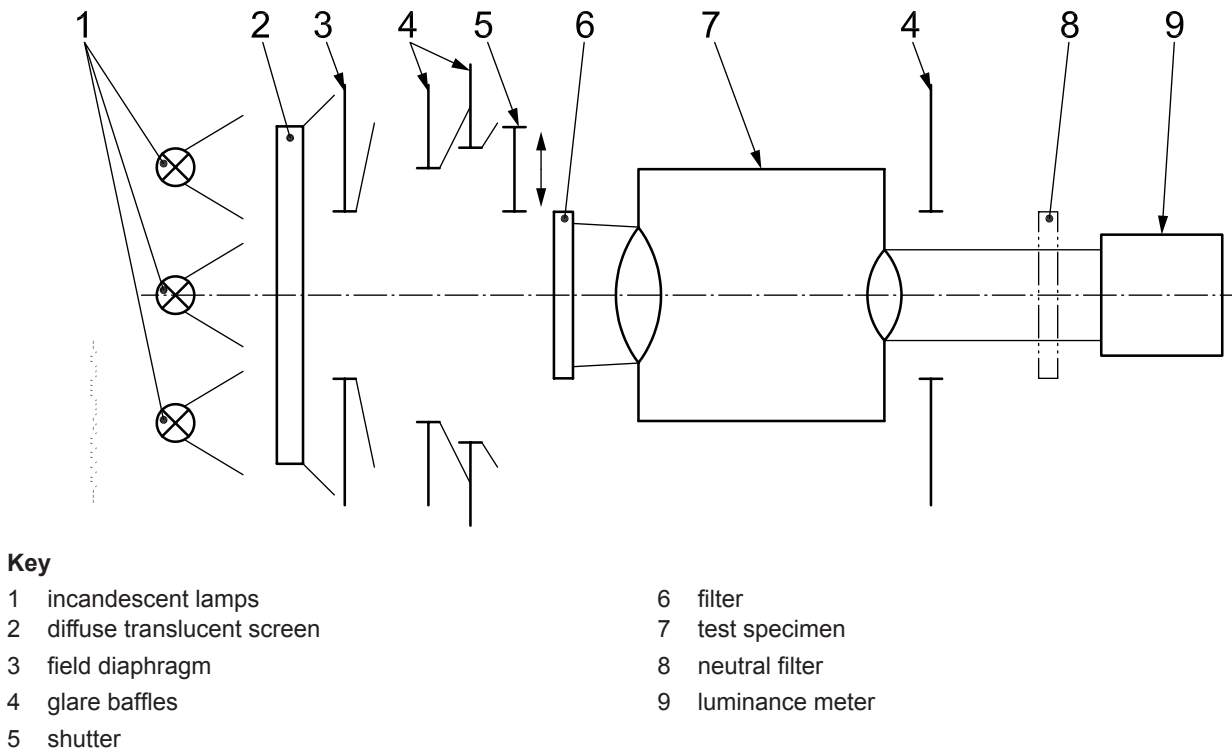 1 2 3 4 5 6 7 4 8 9
Key
1 incandescent lamps
2 diffuse translucent screen
3 field diaphragm
4 glare baffles
5 shutter
6 filter
7 test specimen
8 neutral filter
9 luminance meter